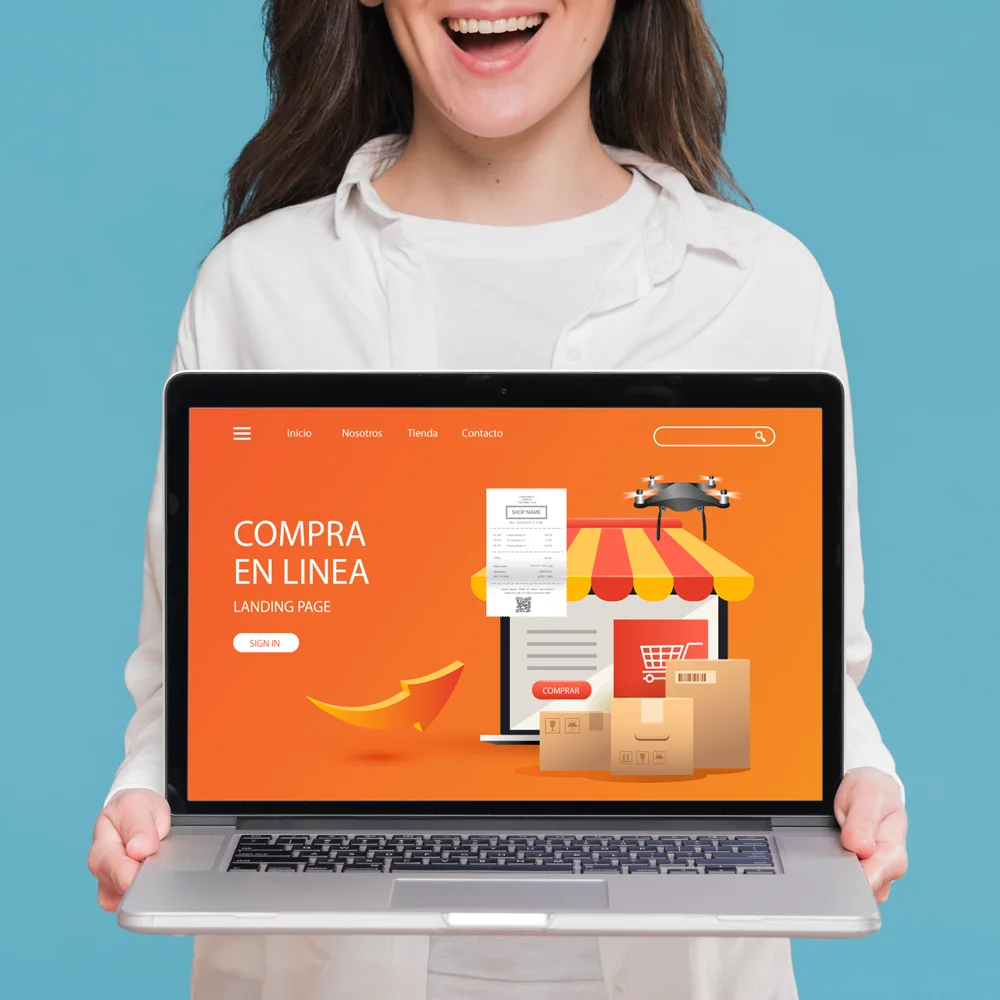 Inicio Nosotros Tienda Contacto
COMPRA
EN LINEA
LANDING PAGE
SIGN IN
SHOP NAME
COMPRAR